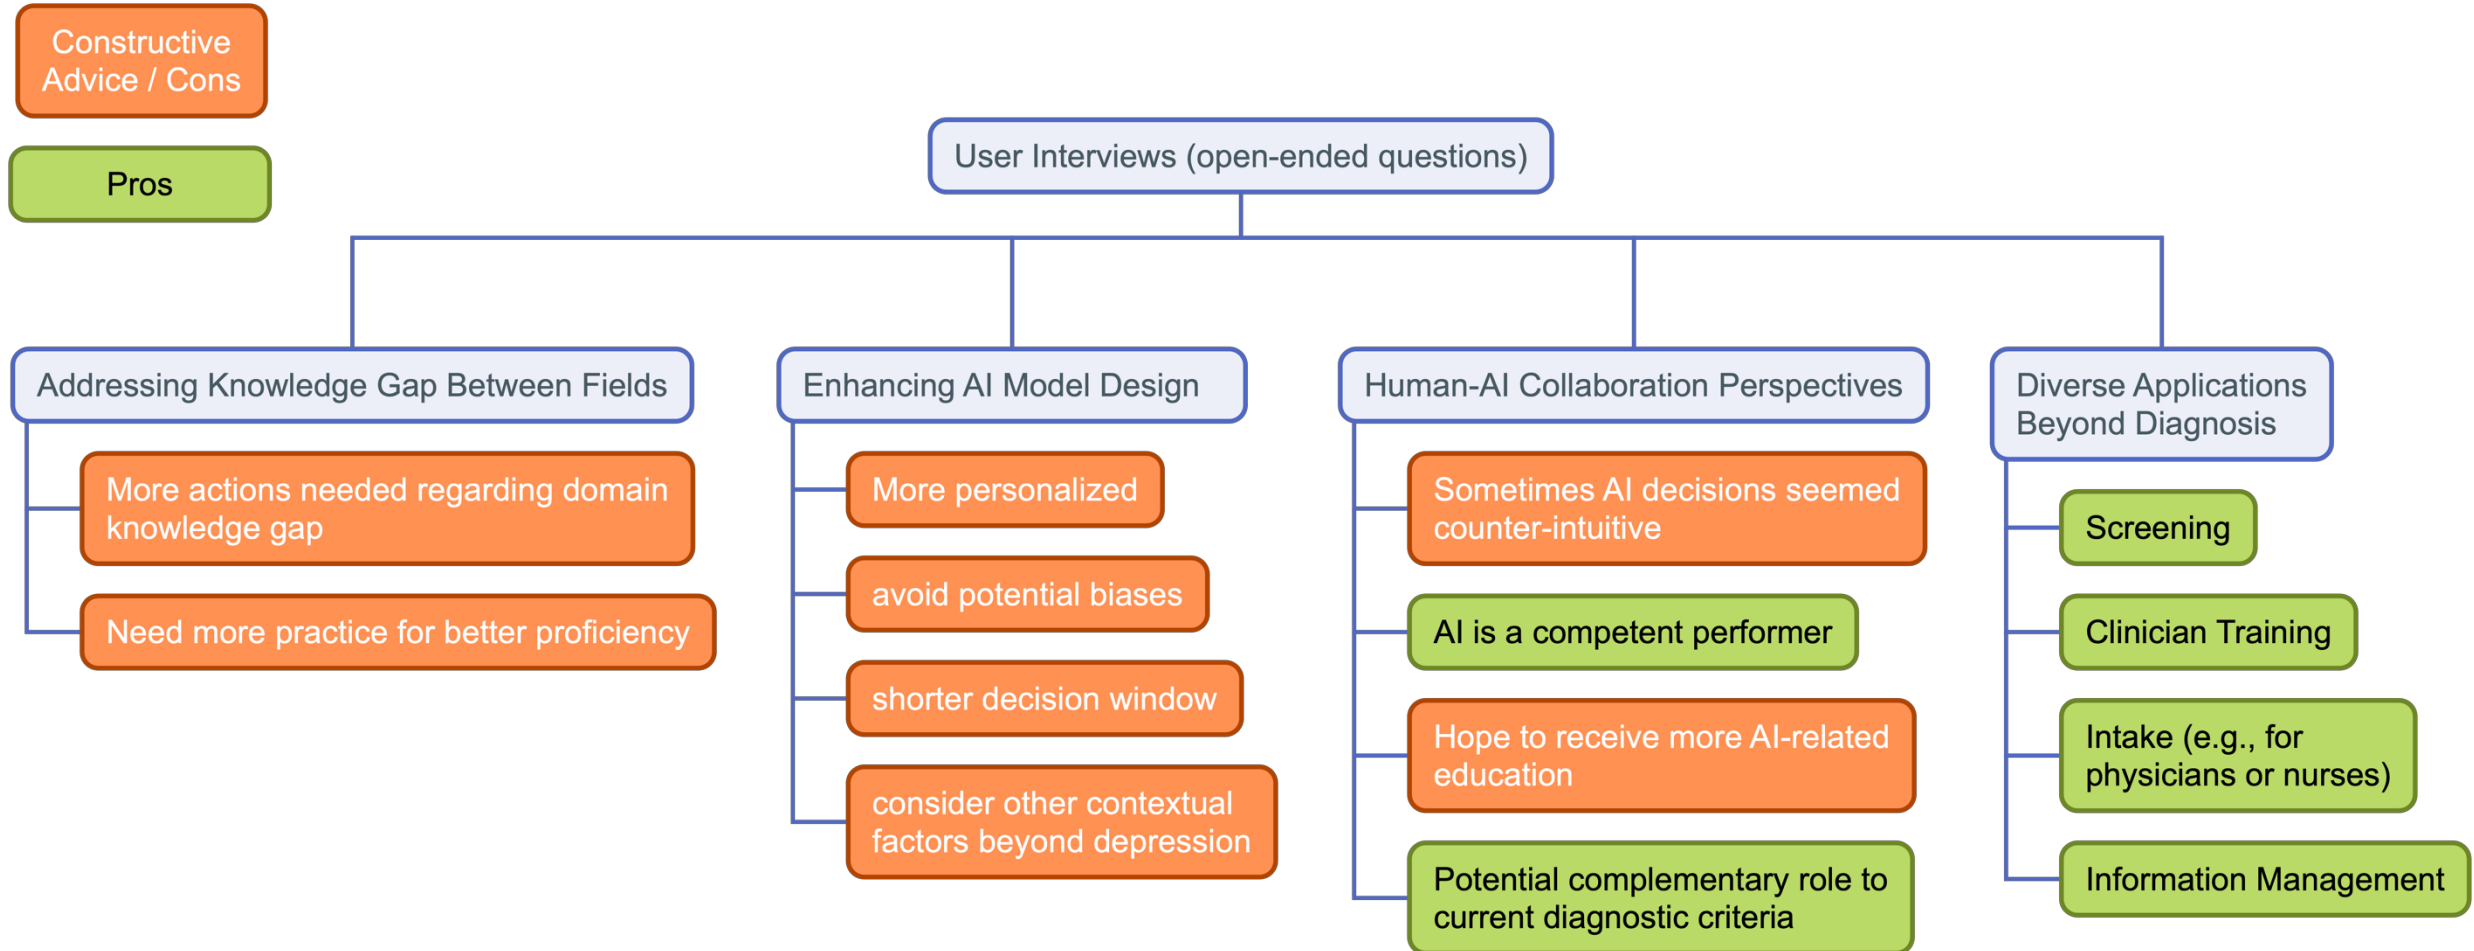 Constructive
Advice / Cons
Pros
User Interviews (open-ended questions)
Addressing Knowledge Gap Between Fields
More actions needed regarding domain
knowledge gap
Need more practice for better proficiency
Enhancing AI Model Design
More personalized
avoid potential biases
shorter decision window
consider other contextual
factors beyond depression
Human-AI Collaboration Perspectives
Sometimes AI decisions seemed
counter-intuitive
AI is a competent performer
Hope to receive more AI-related
education
Potential complementary role to
current diagnostic criteria
Diverse Applications
Beyond Diagnosis
Screening
Clinician Training
Intake (e.g., for
physicians or nurses)
Information Management